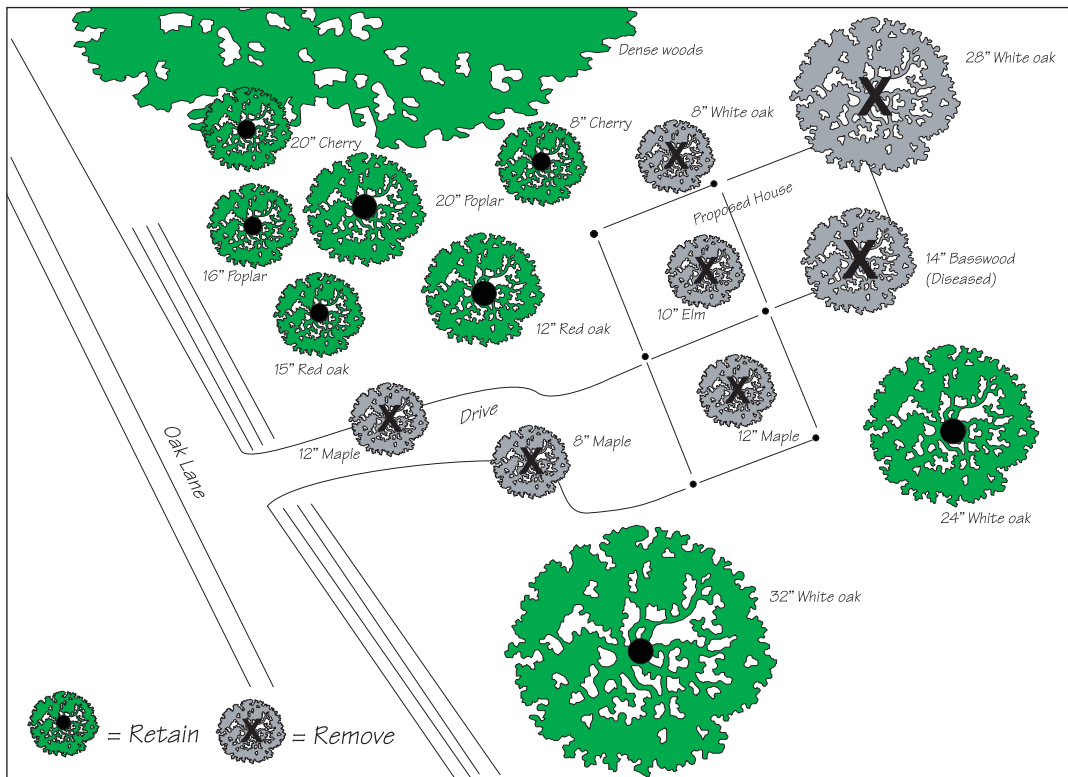 Dense woods
28” White oak
8” White oak
8” Cherry
20” Cherry
Proposed House
20” Poplar
16” Poplar
14” Basswood
(Diseased)
10” Elm
12” Red oak
15” Red oak
Drive
12” Maple
8” Maple
12” Maple
Oak Lane
24” White oak
32” White oak
X
X
X
X
X
X
X
= Retain
X
= Remove